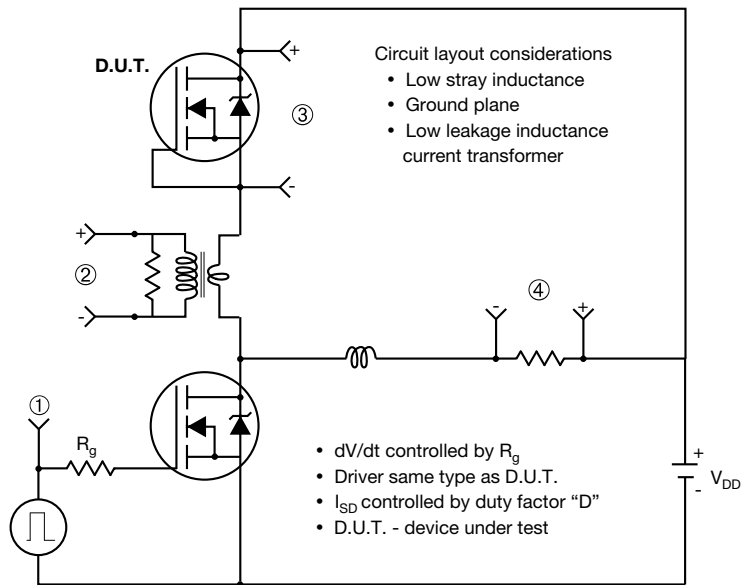 D.U.T.
+
Circuit layout considerations
• Low stray inductance
• Ground plane
• Low leakage inductance
current transformer
③
-
+
②
-
④
-
+
①
Rg
• dV/dt controlled by Rg
• Driver same type as D.U.T.
• ISD controlled by duty factor “D”
• D.U.T. - device under test
+
VDD
-